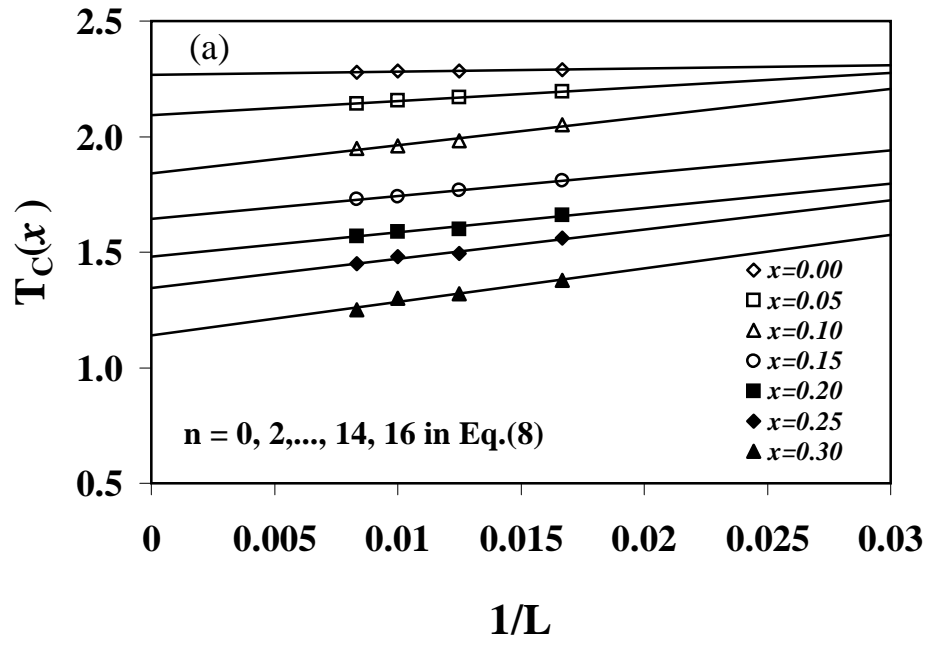 (a)
2.5
2.0
1.5
1.0
0.5
T_C(x)
x=0.00
x=0.05
x=0.10
x=0.15
x=0.20
x=0.25
x=0.30
n = 0, 2,..., 14, 16 in Eq.(8)
0 0.005 0.01 0.015 0.02 0.025 0.03
1/L